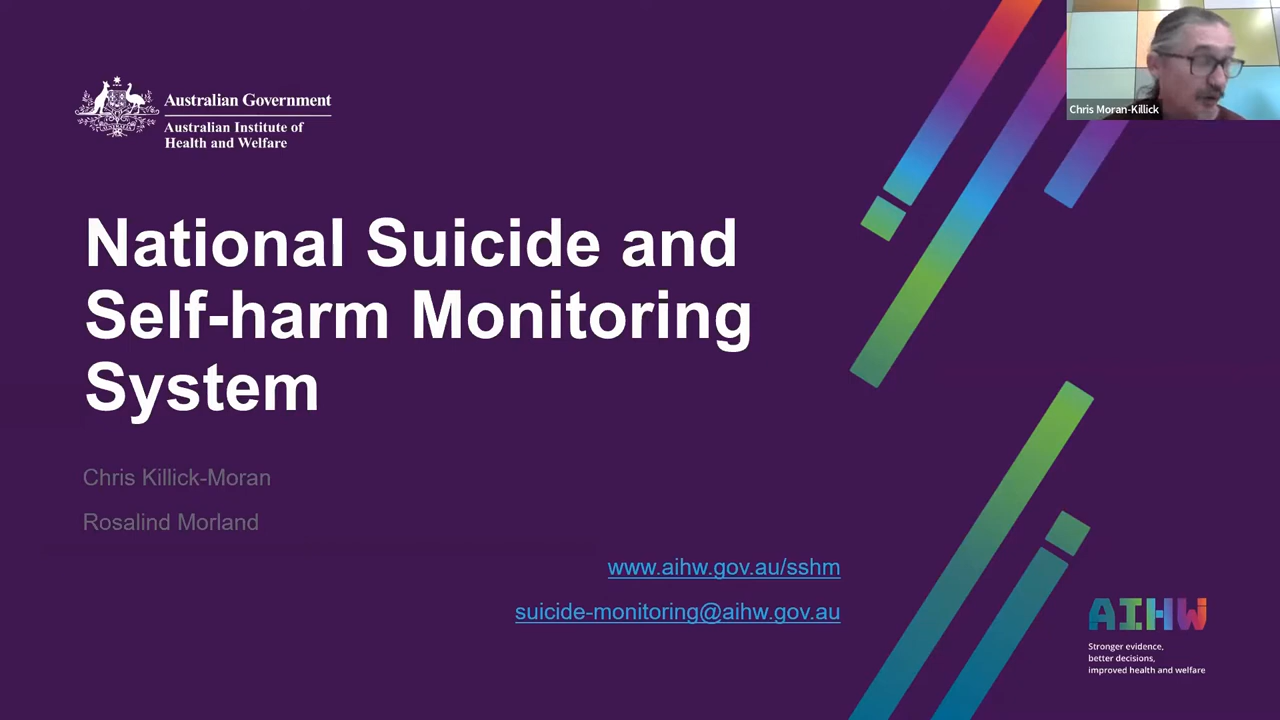 Australian Government
Australian Institute of
Health and Welfare
Chris Moran-Killick
National Suicide and
Self-harm Monitoring
System
Chris Killick-Moran
Rosalind Morland
www.aihw.gov.au/sshm
suicide-monitoring@aihw.gov.au
AIHW
Stronger evidence,
better decisions,
improved health and welfare